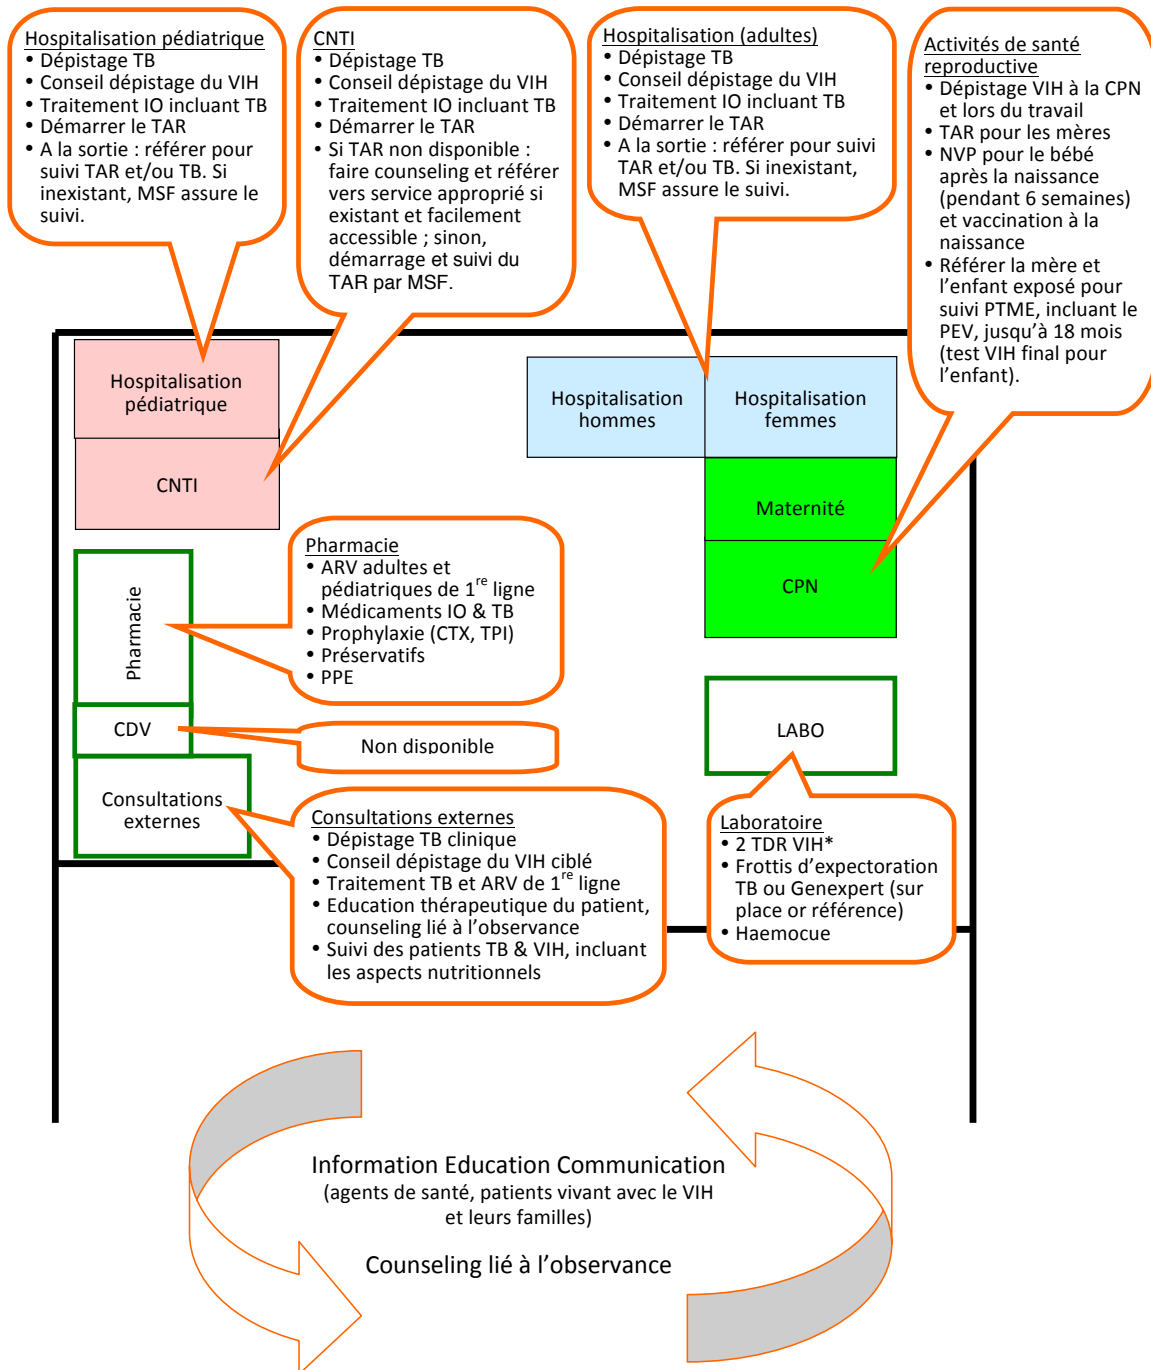 Hospitalisation pédiatrique
• Dépistage TB
• Conseil dépistage du VIH
• Traitement IO incluant TB
• Démarrer le TAR
• A la sortie : référer pour
suivi TAR et/ou TB. Si
inexistant, MSF assure le
suivi.
CNTI
• Dépistage TB
• Conseil dépistage du VIH
• Traitement IO incluant TB
• Démarrer le TAR
• Si TAR non disponible :
faire counseling et référer
vers service approprié si
existant et facilement
accessible ; sinon,
démarrage et suivi du
TAR par MSF.
Hospitalisation (adultes)
• Dépistage TB
• Conseil dépistage du VIH
• Traitement IO incluant TB
• Démarrer le TAR
• A la sortie : référer pour suivi
TAR et/ou TB. Si inexistant,
MSF assure le suivi.
Activités de santé
reproductive
• Dépistage VIH à la CPN
et lors du travail
• TAR pour les mères
• NVP pour le bébé
après la naissance
(pendant 6 semaines)
et vaccination à la
naissance
• Référer la mère et
l’enfant exposé pour
suivi PTME, incluant le
PEV, jusqu’à 18 mois
(test VIH final pour
l’enfant).
Hospitalisation
pédiatrique
CNTI
Hospitalisation
hommes
Hospitalisation
femmes
Maternité
CPN
Pharmacie
Pharmacie
• ARV adultes et
pédiatriques de 1re ligne
• Médicaments IO & TB
• Prophylaxie (CTX, TPI)
• Préservatifs
• PPE
CDV
Non disponible
LABO
Consultations
externes
Consultations externes
• Dépistage TB clinique
• Conseil dépistage du VIH ciblé
• Traitement TB et ARV de 1re ligne
• Education thérapeutique du patient,
counseling lié à l’observance
• Suivi des patients TB & VIH, incluant
les aspects nutritionnels
Laboratoire
• 2 TDR VIH*
• Frottis d’expectoration
TB ou Genexpert (sur
place or référence)
• Haemocue
Information Education Communication
(agents de santé, patients vivant avec le VIH
et leurs familles)
Counseling lié à l’observance